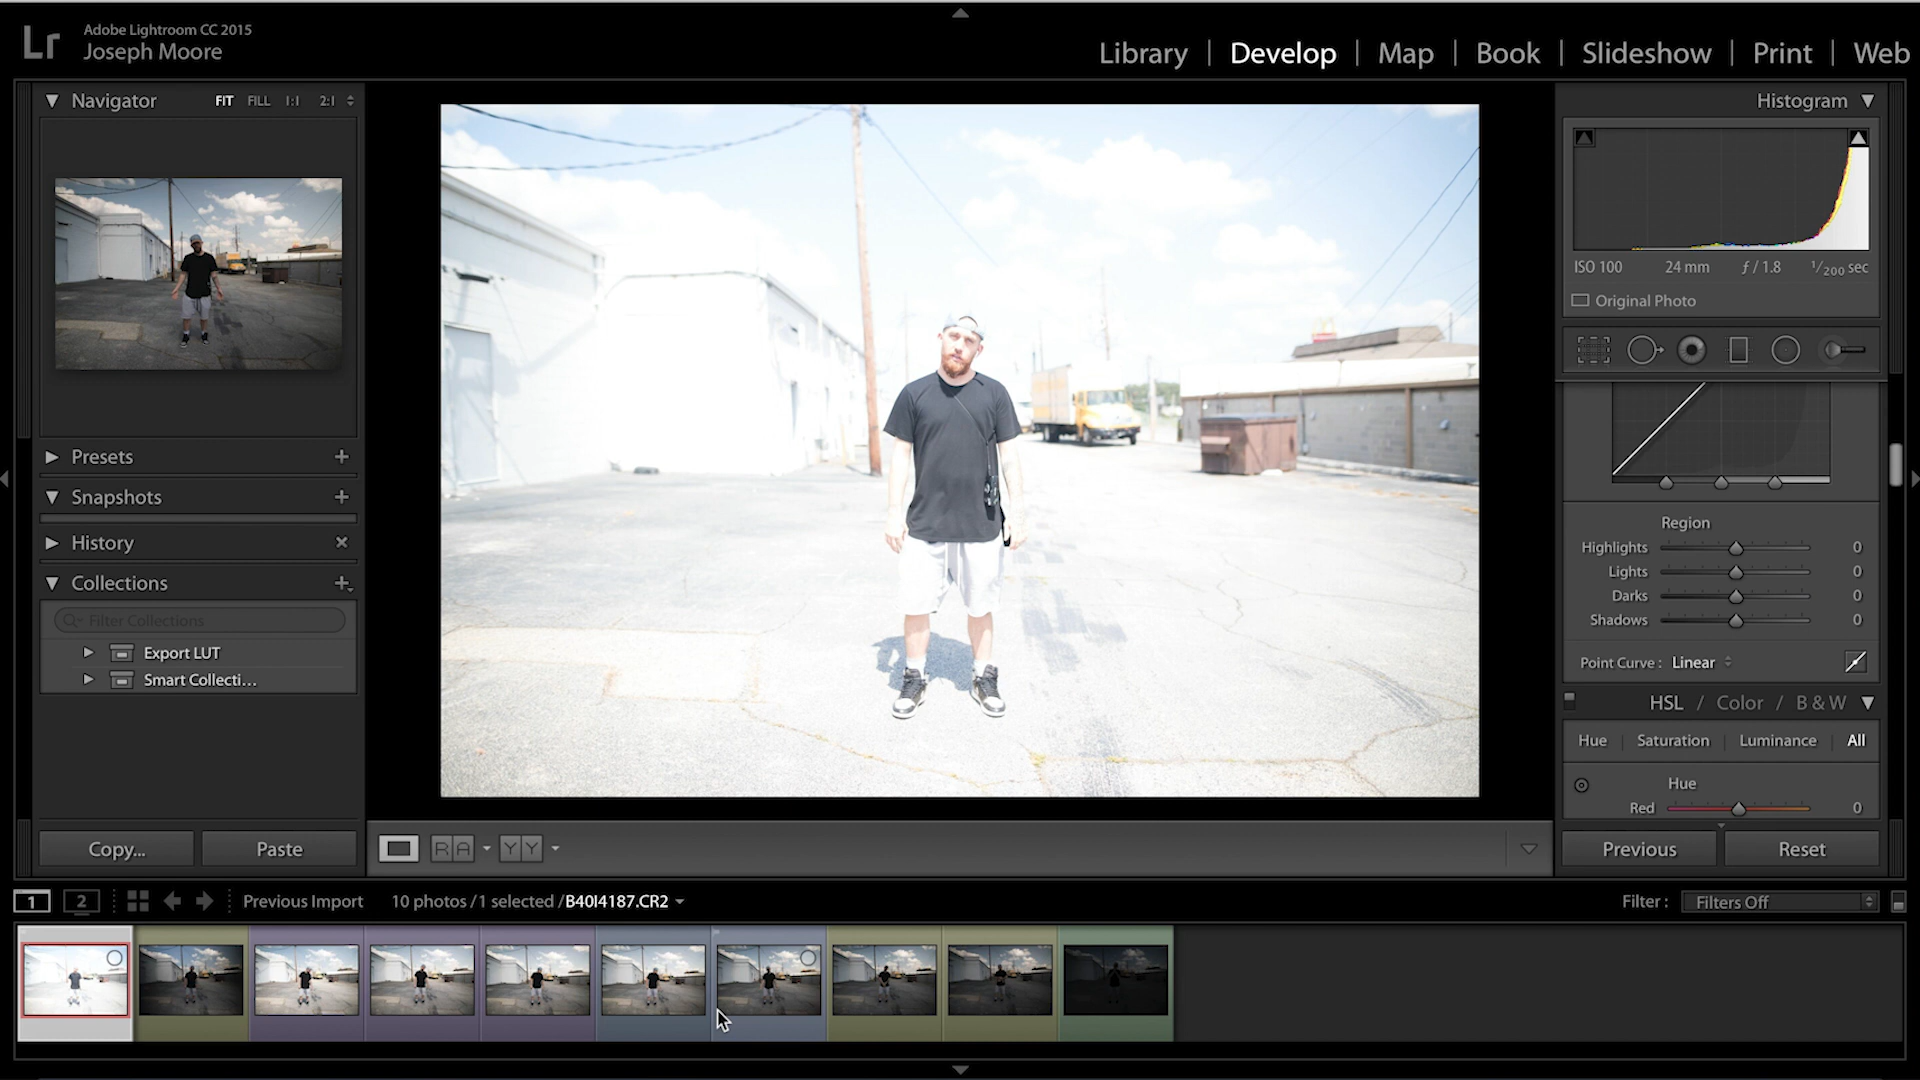 Lr
Adobe Lightroom CC 2015
Joseph Moore
Library | Develop | Map | Book | Slideshow | Print | Web
Navigator FIT FILL 1:1 2:1
Histogram
ISO 100 24 mm ƒ / 1.8 1/200 sec
Original Photo
Presets
Snapshots
History
Collections
Filter Collections
Export LUT
Smart Collecti...
Copy... Paste
Region
Highlights 0
Lights 0
Darks 0
Shadows 0
Point Curve : Linear
HSL / Color / B & W
Hue Saturation Luminance All
Hue
Red 0
Previous Reset
R A Y Y
1 2 Previous Import 10 photos / 1 selected / B40I4187.CR2
Filter : Filters Off